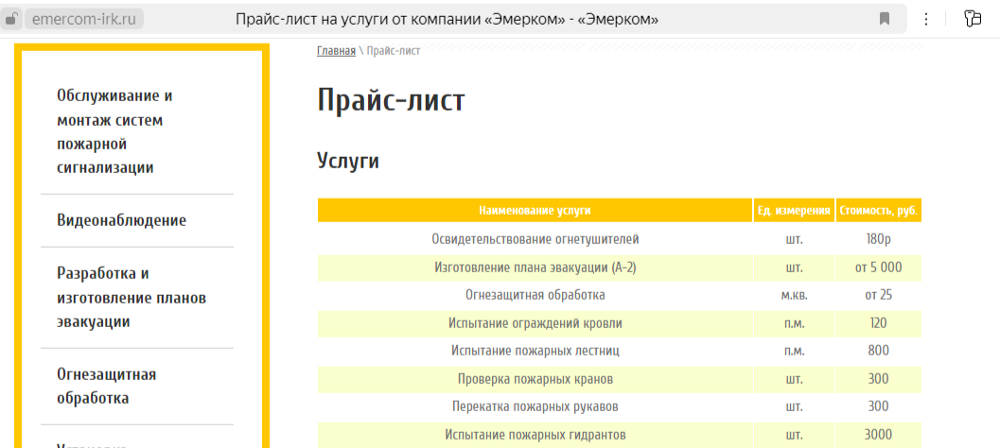 emercom-irk.ru
Прайс-лист на услуги от компании «Эмерком» - «Эмерком»
Обслуживание и
монтаж систем
пожарной
сигнализации
Видеонаблюдение
Разработка и
изготовление планов
эвакуации
Огнезащитная
обработка
Главная \ Прайс-лист
Прайс-лист
Услуги
Наименование услуги Ед. измерения Стоимость, руб.
Освидетельствование огнетушителей шт. 180р
Изготовление плана эвакуации (А-2) шт. от 5 000
Огнезащитная обработка м.кв. от 25
Испытание ограждений кровли п.м. 120
Испытание пожарных лестниц п.м. 800
Проверка пожарных кранов шт. 300
Перекатка пожарных рукавов шт. 300
Испытание пожарных гидрантов шт. 3000